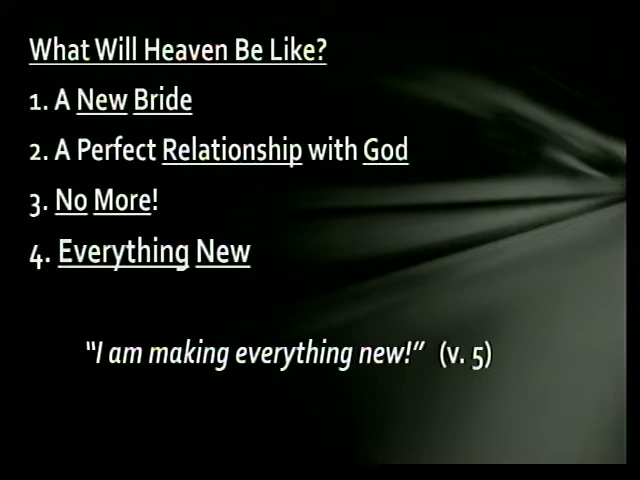 What Will Heaven Be Like?
1. A New Bride
2. A Perfect Relationship with God
3. No More!
4. Everything New
“I am making everything new!” (v. 5)